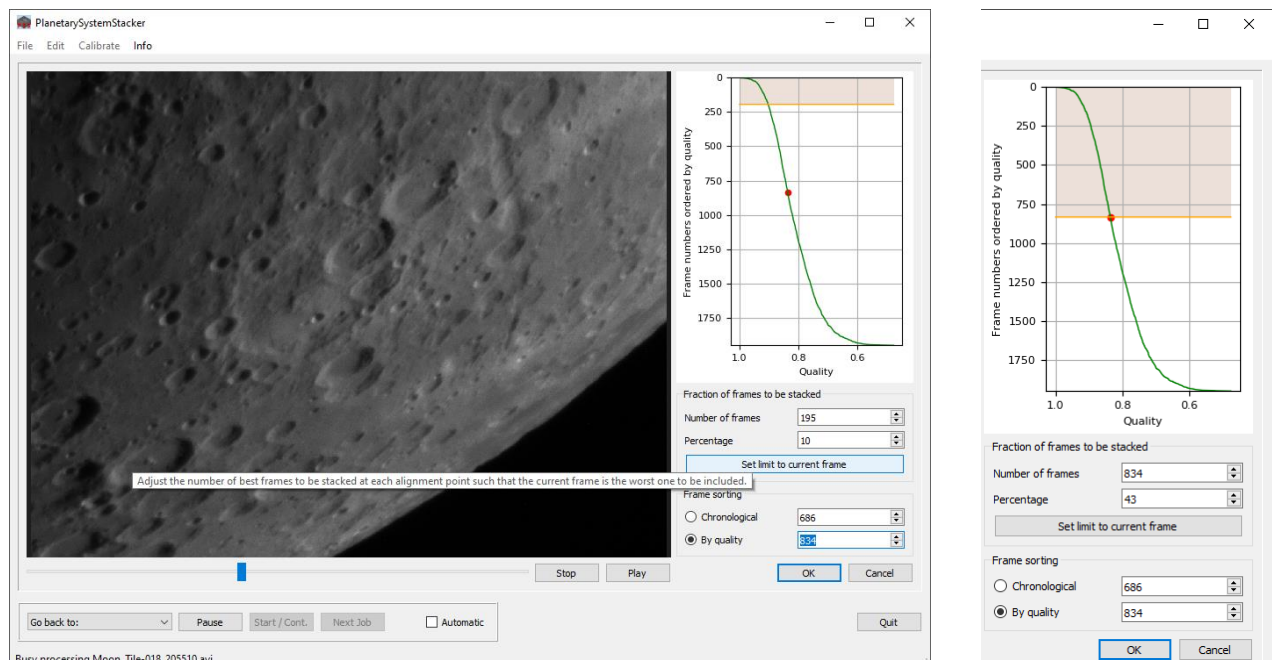 PlanetarySystemStacker
File Edit Calibrate Info
0
250
500
750
1000
1250
1500
1750
Frame numbers ordered by quality
1.0 0.8 0.6
Quality
Fraction of frames to be stacked
Number of frames 195
Percentage 10
Set limit to current frame
Adjust the number of best frames to be stacked at each alignment point such that the current frame is the worst one to be included.
Frame sorting
Chronological 686
By quality 834
Stop Play OK Cancel
Go back to: Pause Start / Cont. Next Job Automatic Quit
Busy processing Moon_Tile-018_205510.avi
0
250
500
750
1000
1250
1500
1750
Frame numbers ordered by quality
1.0 0.8 0.6
Quality
Fraction of frames to be stacked
Number of frames 834
Percentage 43
Set limit to current frame
Frame sorting
Chronological 686
By quality 834
OK Cancel